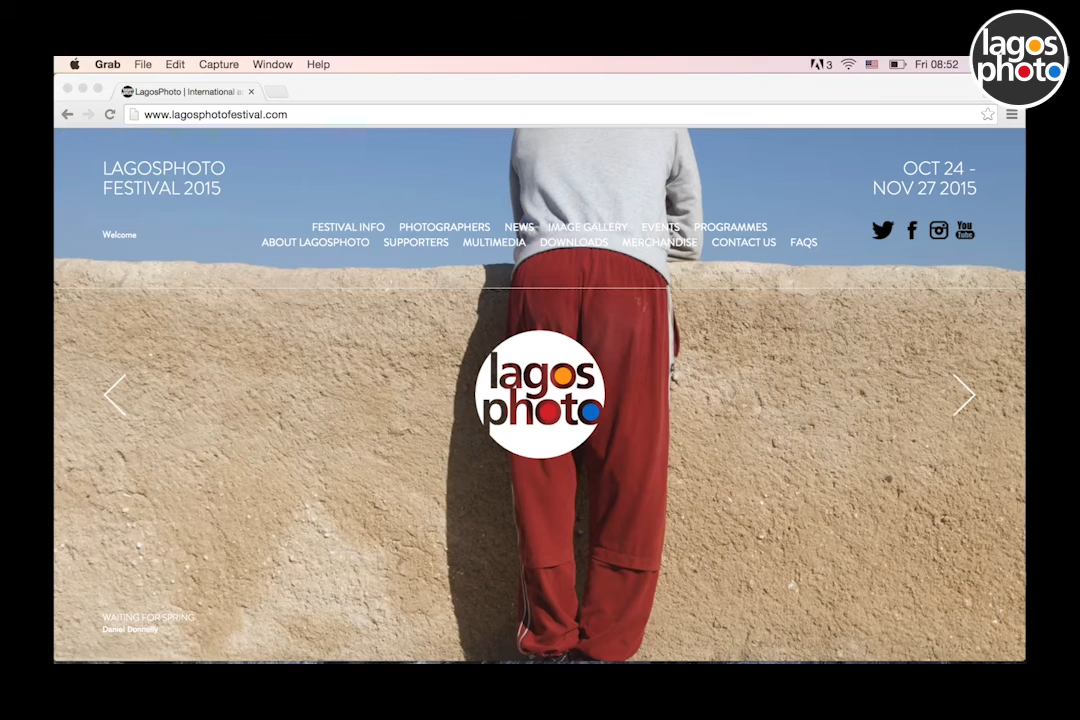 lagos
photo
Grab File Edit Capture Window Help
3 Fri 08:52
LagosPhoto | International a
www.lagosphotofestival.com
LAGOSPHOTO
FESTIVAL 2015
OCT 24 -
NOV 27 2015
Welcome
FESTIVAL INFO PHOTOGRAPHERS NEWS IMAGE GALLERY EVENTS PROGRAMMES
ABOUT LAGOSPHOTO SUPPORTERS MULTIMEDIA DOWNLOADS MERCHANDISE CONTACT US FAQS
You
Tube
lagos
photo
WAITING FOR SPRING
Daniel Donnelly